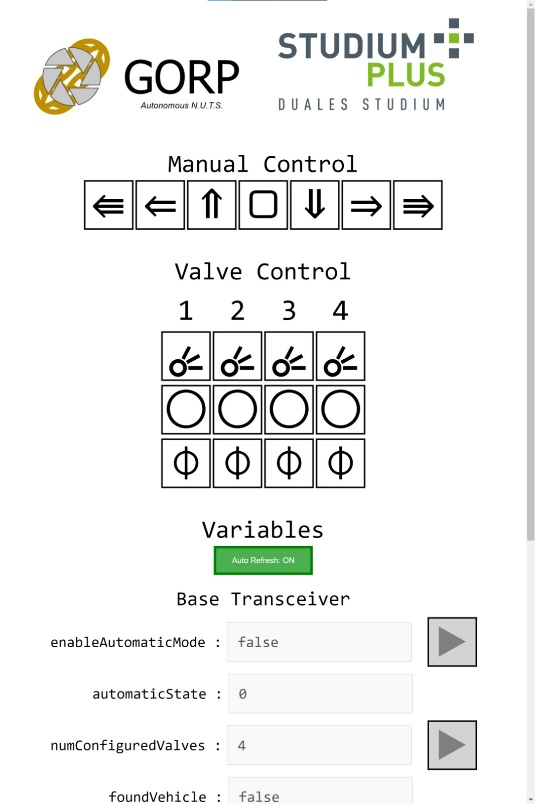 STUDIUM
PLUS
DUALES STUDIUM
GORP
Autonomous N.U.T.S.
Manual Control
Valve Control
1 2 3 4
Variables
Auto Refresh: ON
Base Transceiver
enableAutomaticMode : false
automaticState : 0
numConfiguredValves : 4
foundVehicle : false